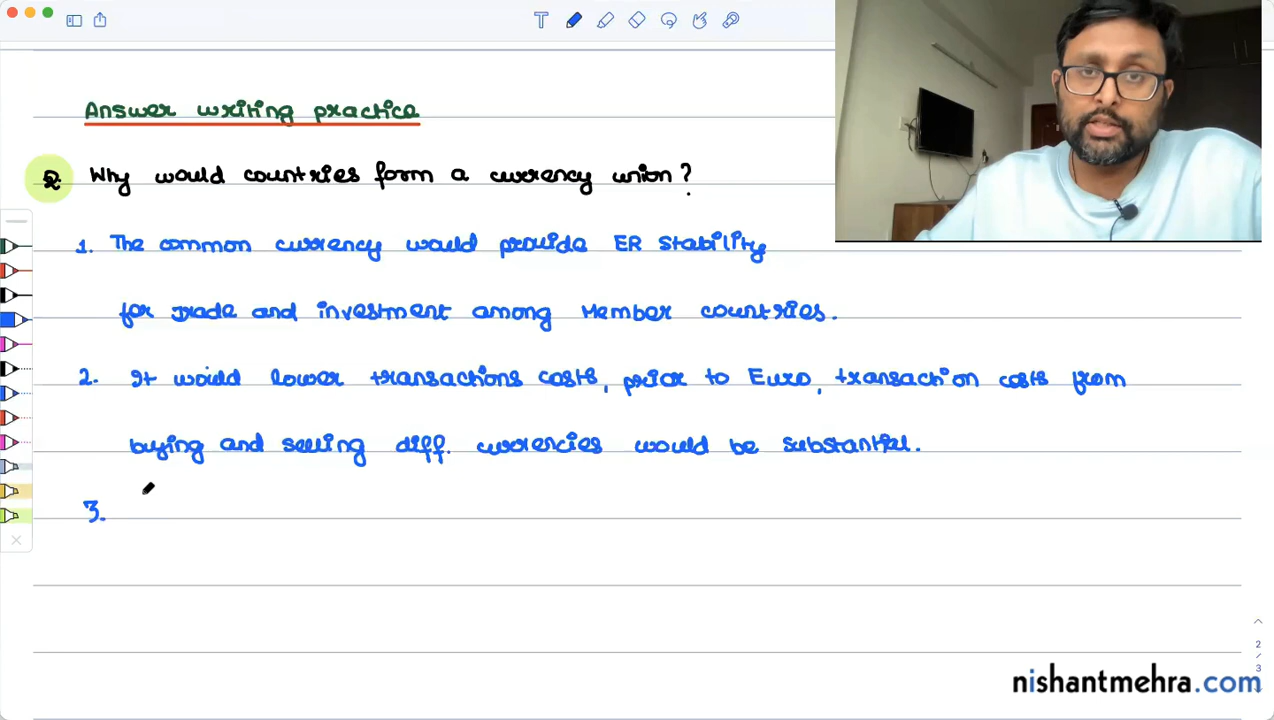 Answer writing practice
Q. Why would countries form a currency union?
1. The common currency would provide ER stability
for trade and investment among member countries.
2. It would lower transactions costs, prior to Euro, transaction costs from
buying and selling diff. currencies would be substantial.
3.
2
3
nishantmehra.com